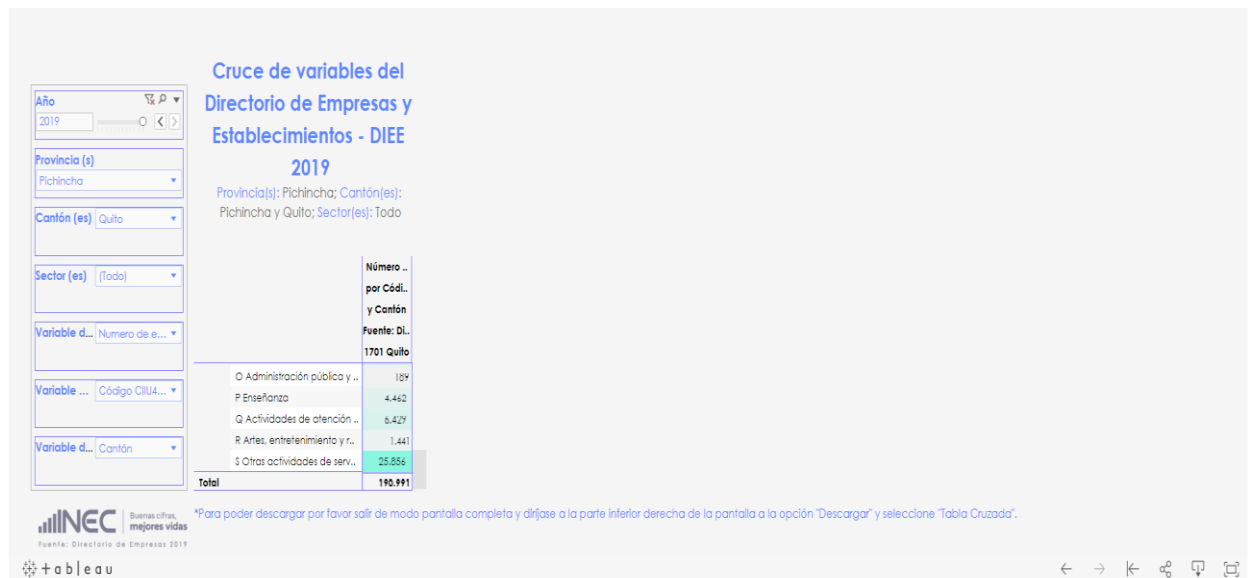 Cruce de variables del
Directorio de Empresas y
Establecimientos - DIEE
2019
Provincia(s): Pichincha; Cantón(es):
Pichincha y Quito; Sector(es): Todo
Año
2019
Provincia (s)
Pichincha
Cantón (es) Quito
Sector (es) (Todo)
Variable d... Numero de e...
Variable ... Código CIIU4...
Variable d... Cantón
Número ..
por Códi..
y Cantón
Fuente: Di..
1701 Quito
O Administración pública y .. 189
P Enseñanza 4.462
Q Actividades de atención .. 6.429
R Artes, entretenimiento y r.. 1.441
S Otras actividades de serv.. 25.856
Total 190.991
INEC Buenas cifras,
mejores vidas
Fuente: Directorio de Empresas 2019
*Para poder descargar por favor salir de modo pantalla completa y diríjase a la parte inferior derecha de la pantalla a la opción "Descargar" y seleccione "Tabla Cruzada".
+ableau